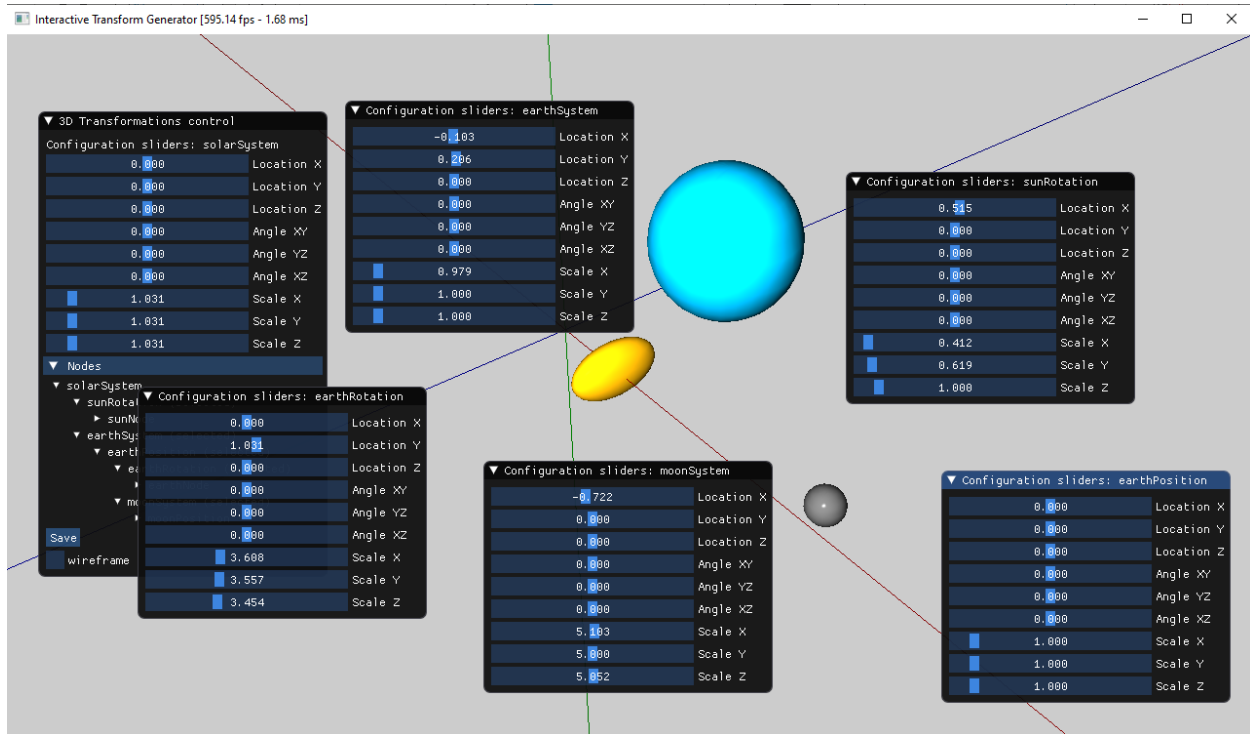 Interactive Transform Generator [595.14 fps - 1.68 ms]
3D Transformations control
Configuration sliders: solarSystem
0.000 Location X
0.000 Location Y
0.000 Location Z
0.000 Angle XY
0.000 Angle YZ
0.000 Angle XZ
1.031 Scale X
1.031 Scale Y
1.031 Scale Z
Nodes
solarSystem
Save
wireframe
Configuration sliders: earthSystem
-0.103 Location X
0.206 Location Y
0.000 Location Z
0.000 Angle XY
0.000 Angle YZ
0.000 Angle XZ
0.979 Scale X
1.000 Scale Y
1.000 Scale Z
Configuration sliders: sunRotation
0.515 Location X
0.000 Location Y
0.000 Location Z
0.000 Angle XY
0.000 Angle YZ
0.000 Angle XZ
0.412 Scale X
0.619 Scale Y
1.000 Scale Z
Configuration sliders: earthRotation
0.000 Location X
1.031 Location Y
0.000 Location Z
0.000 Angle XY
0.000 Angle YZ
0.000 Angle XZ
3.608 Scale X
3.557 Scale Y
3.454 Scale Z
Configuration sliders: moonSystem
-0.722 Location X
0.000 Location Y
0.000 Location Z
0.000 Angle XY
0.000 Angle YZ
0.000 Angle XZ
5.103 Scale X
5.000 Scale Y
5.052 Scale Z
Configuration sliders: earthPosition
0.000 Location X
0.000 Location Y
0.000 Location Z
0.000 Angle XY
0.000 Angle YZ
0.000 Angle XZ
1.000 Scale X
1.000 Scale Y
1.000 Scale Z